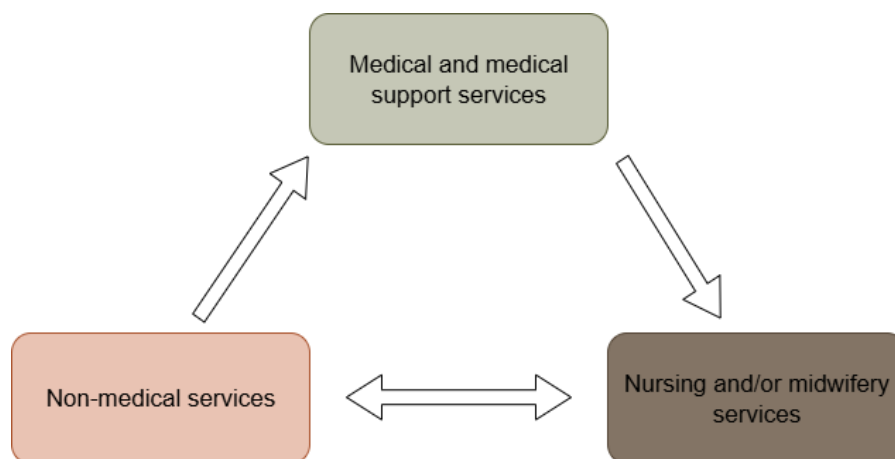 Medical and medical
support services
Non-medical services
Nursing and/or midwifery
services